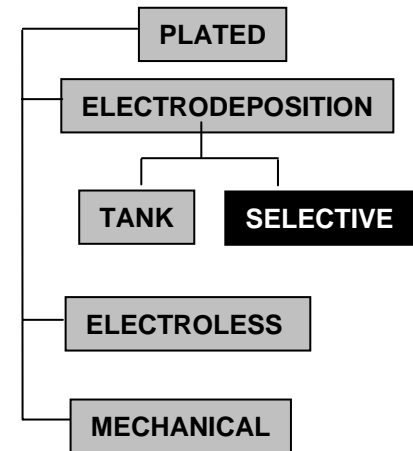 PLATED
ELECTRODEPOSITION
TANK
SELECTIVE
ELECTROLESS
MECHANICAL